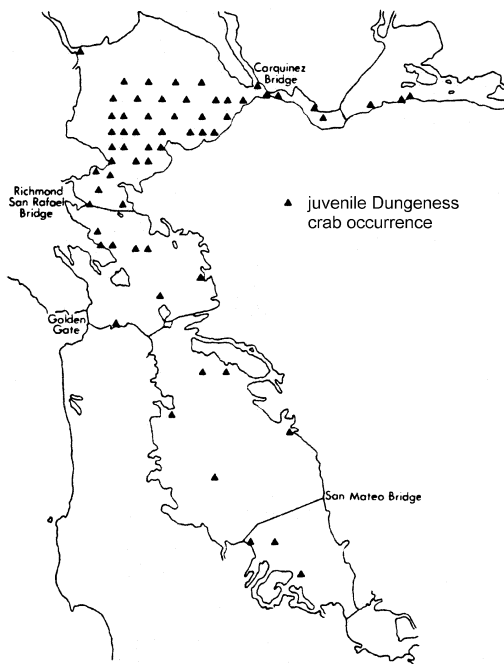 Carquinez
Bridge
Richmond
San Rafael
Bridge
juvenile Dungeness
crab occurrence
Golden
Gate
San Mateo Bridge